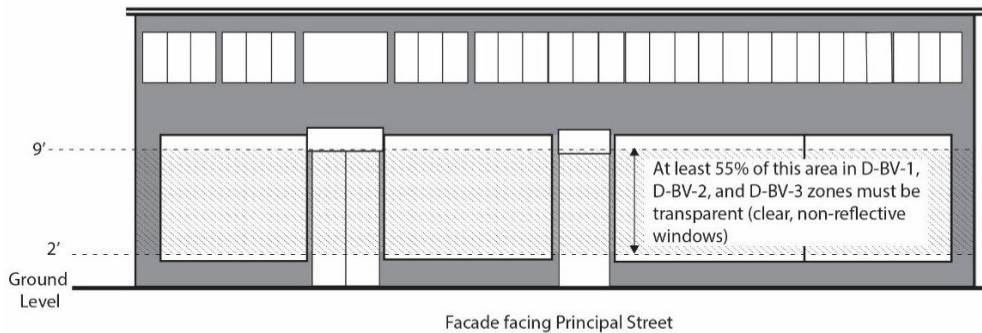 9'
At least 55% of this area in D-BV-1,
D-BV-2, and D-BV-3 zones must be
transparent (clear, non-reflective
windows)
2'
Ground
Level
Facade facing Principal Street